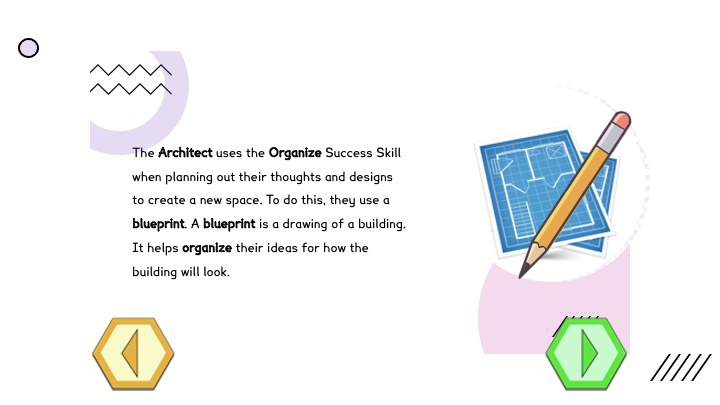 The Architect uses the Organize Success Skill
when planning out their thoughts and designs
to create a new space. To do this, they use a
blueprint. A blueprint is a drawing of a building.
It helps organize their ideas for how the
building will look.